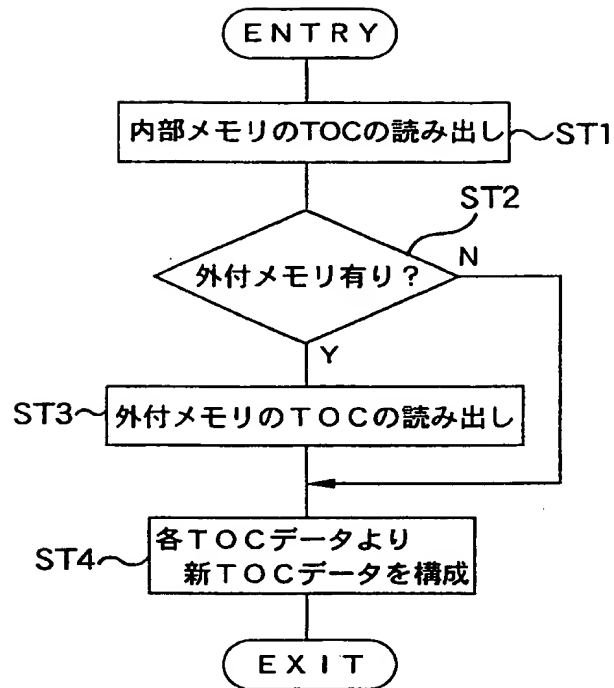 ENTRY
内部メモリのTOCの読み出し
ST1
ST2
外付メモリ有り？
N
Y
ST3
外付メモリのTOCの読み出し
ST4
各TOCデータより
新TOCデータを構成
EXIT